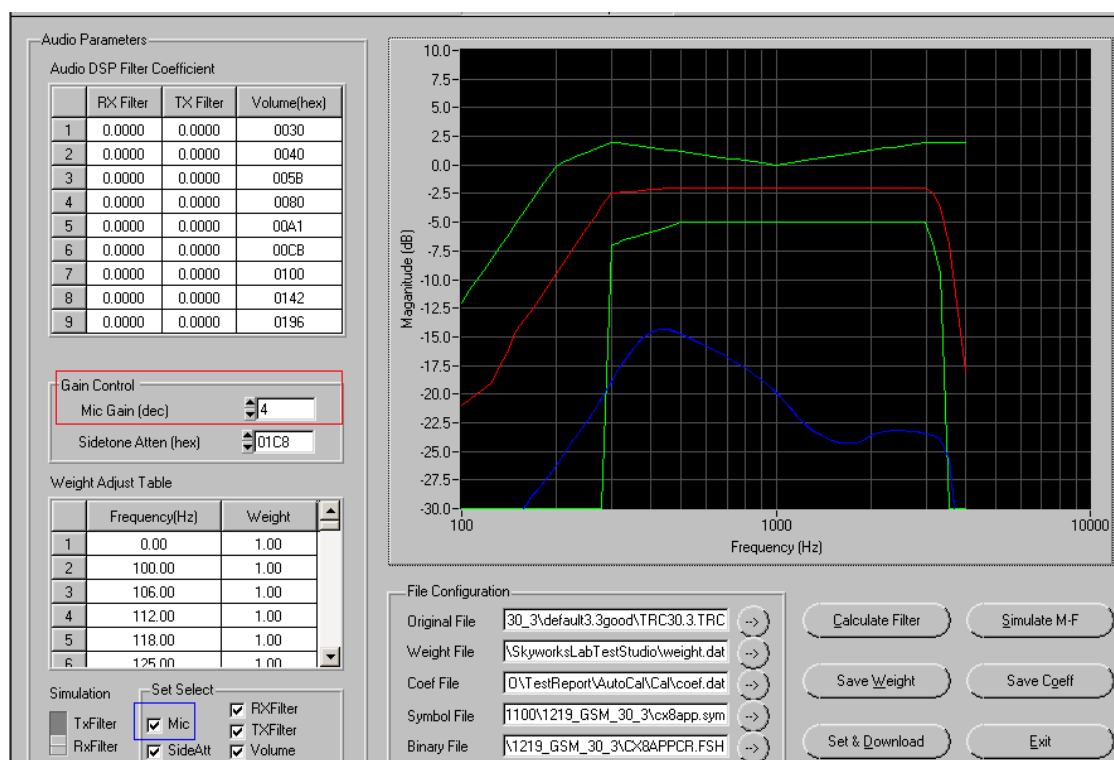 Audio Parameters
Audio DSP Filter Coefficient
RX Filter TX Filter Volume(hex)
1 0.0000 0.0000 0030
2 0.0000 0.0000 0040
3 0.0000 0.0000 005B
4 0.0000 0.0000 0080
5 0.0000 0.0000 00A1
6 0.0000 0.0000 00CB
7 0.0000 0.0000 0100
8 0.0000 0.0000 0142
9 0.0000 0.0000 0196
Gain Control
Mic Gain (dec) 4
Sidetone Atten (hex) 01C8
Weight Adjust Table
Frequency(Hz) Weight
1 0.00 1.00
2 100.00 1.00
3 106.00 1.00
4 112.00 1.00
5 118.00 1.00
6 125.00 1.00
Simulation
TxFilter
RxFilter
Set Select
Mic
SideAtt
RXFilter
TXFilter
Volume
Maganitude (dB)
10.0
7.5
5.0
2.5
0.0
-2.5
-5.0
-7.5
-10.0
-12.5
-15.0
-17.5
-20.0
-22.5
-25.0
-27.5
-30.0
100 1000 10000
Frequency (Hz)
File Configuration
Original File 30_3\default3.3good\TRC30.3.TRC -->
Weight File \SkyworksLabTestStudio\weight.dat -->
Coef File O\TestReport\AutoCal\Cal\coef.dat -->
Symbol File 1100\1219_GSM_30_3\cx8app.sym -->
Binary File \1219_GSM_30_3\CX8APPCR.FSH -->
Calculate Filter Simulate M-F
Save Weight Save Coeff
Set & Download Exit